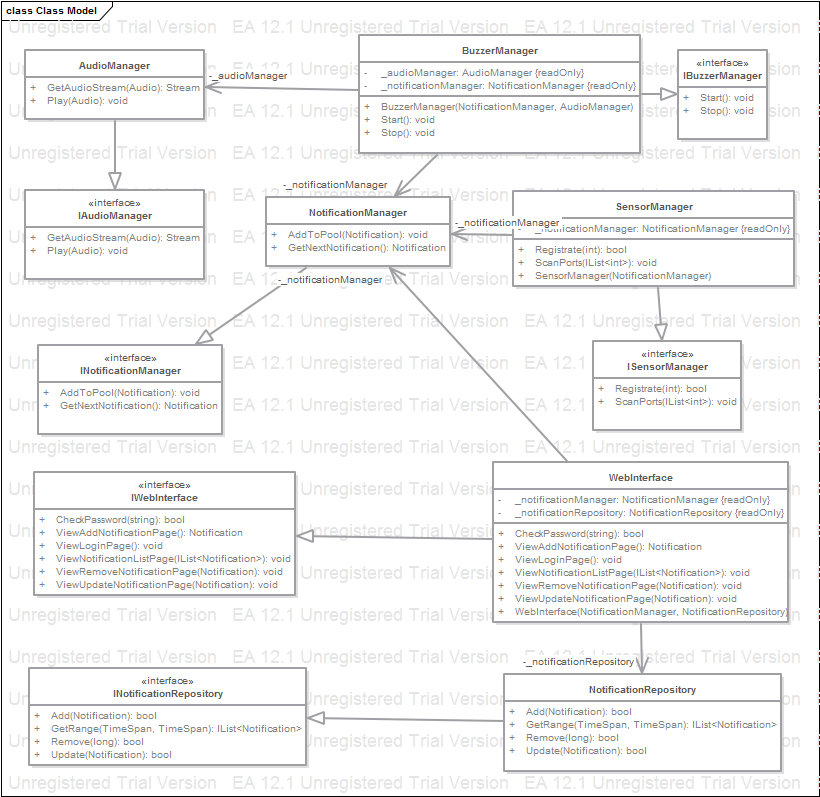 class Class Model
Unregistered Trial Version EA 12.1 Unregistered Trial Version EA 12.1 Unregistered Trial Version
AudioManager
+ GetAudioStream(Audio): Stream
+ Play(Audio): void
-_audioManager
BuzzerManager
- _audioManager: AudioManager {readOnly}
- _notificationManager: NotificationManager {readOnly}
+ BuzzerManager(NotificationManager, AudioManager)
+ Start(): void
+ Stop(): void
«interface»
IBuzzerManager
+ Start(): void
+ Stop(): void
«interface»
IAudioManager
+ GetAudioStream(Audio): Stream
+ Play(Audio): void
-_notificationManager
NotificationManager
+ AddToPool(Notification): void
+ GetNextNotification(): Notification
-_notificationManager
SensorManager
- _notificationManager: NotificationManager {readOnly}
+ Registrate(int): bool
+ ScanPorts(IList<int>): void
+ SensorManager(NotificationManager)
-_notificationManager
«interface»
INotificationManager
+ AddToPool(Notification): void
+ GetNextNotification(): Notification
«interface»
ISensorManager
+ Registrate(int): bool
+ ScanPorts(IList<int>): void
«interface»
IWebInterface
+ CheckPassword(string): bool
+ ViewAddNotificationPage(): Notification
+ ViewLoginPage(): void
+ ViewNotificationListPage(IList<Notification>): void
+ ViewRemoveNotificationPage(Notification): void
+ ViewUpdateNotificationPage(Notification): void
WebInterface
- _notificationManager: NotificationManager {readOnly}
- _notificationRepository: NotificationRepository {readOnly}
+ CheckPassword(string): bool
+ ViewAddNotificationPage(): Notification
+ ViewLoginPage(): void
+ ViewNotificationListPage(IList<Notification>): void
+ ViewRemoveNotificationPage(Notification): void
+ ViewUpdateNotificationPage(Notification): void
+ WebInterface(NotificationManager, NotificationRepository)
-_notificationRepository
«interface»
INotificationRepository
+ Add(Notification): bool
+ GetRange(TimeSpan, TimeSpan): IList<Notification>
+ Remove(long): bool
+ Update(Notification): bool
NotificationRepository
+ Add(Notification): bool
+ GetRange(TimeSpan, TimeSpan): IList<Notification>
+ Remove(long): bool
+ Update(Notification): bool